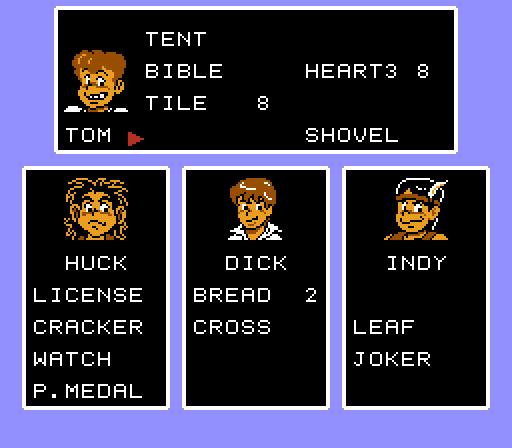 TENT
BIBLE HEART3 8
TILE 8
TOM SHOVEL
HUCK DICK INDY
LICENSE BREAD 2
CRACKER CROSS LEAF
WATCH JOKER
P.MEDAL